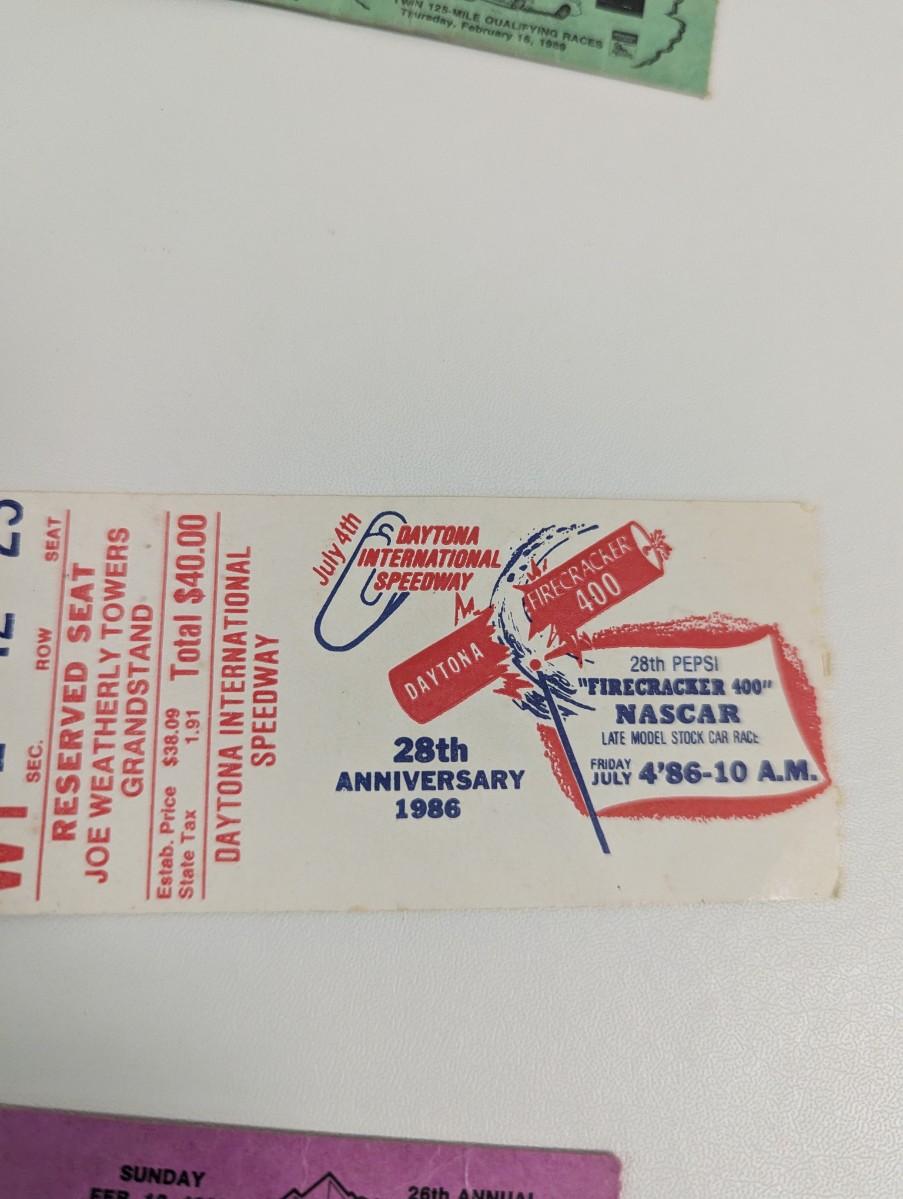 TWIN 125-MILE QUALIFYING RACES
Thursday, February 16, 1989
SEC.
ROW
SEAT
RESERVED SEAT
JOE WEATHERLY TOWERS
GRANDSTAND
Estab. Price $38.09
State Tax 1.91
Total $40.00
DAYTONA INTERNATIONAL
SPEEDWAY
July 4th
DAYTONA
INTERNATIONAL
SPEEDWAY
DAYTONA
FIRECRACKER
400
28th
ANNIVERSARY
1986
28th PEPSI
"FIRECRACKER 400"
NASCAR
LATE MODEL STOCK CAR RACE
FRIDAY
JULY 4'86-10 A.M.
SUNDAY
26th ANNUAL